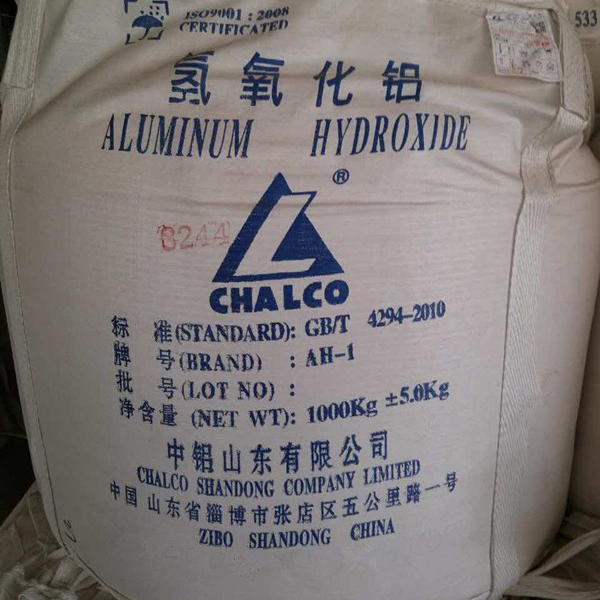 ISO9001:2008
CERTIFICATED
533
氢氧化铝
ALUMINUM HYDROXIDE
®
8244
CHALCO
标 准(STANDARD): GB/T 4294-2010
牌 号(BRAND) : AH-1
批 号(LOT NO) :
净含量 (NET WT): 1000Kg ±5.0Kg
中铝山东有限公司
CHALCO SHANDONG COMPANY LIMITED
中国 山东省淄博市张店区五公里路一号
ZIBO SHANDONG CHINA